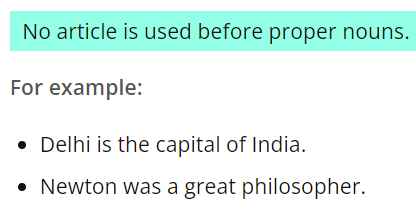 No article is used before proper nouns.
For example:
• Delhi is the capital of India.
• Newton was a great philosopher.